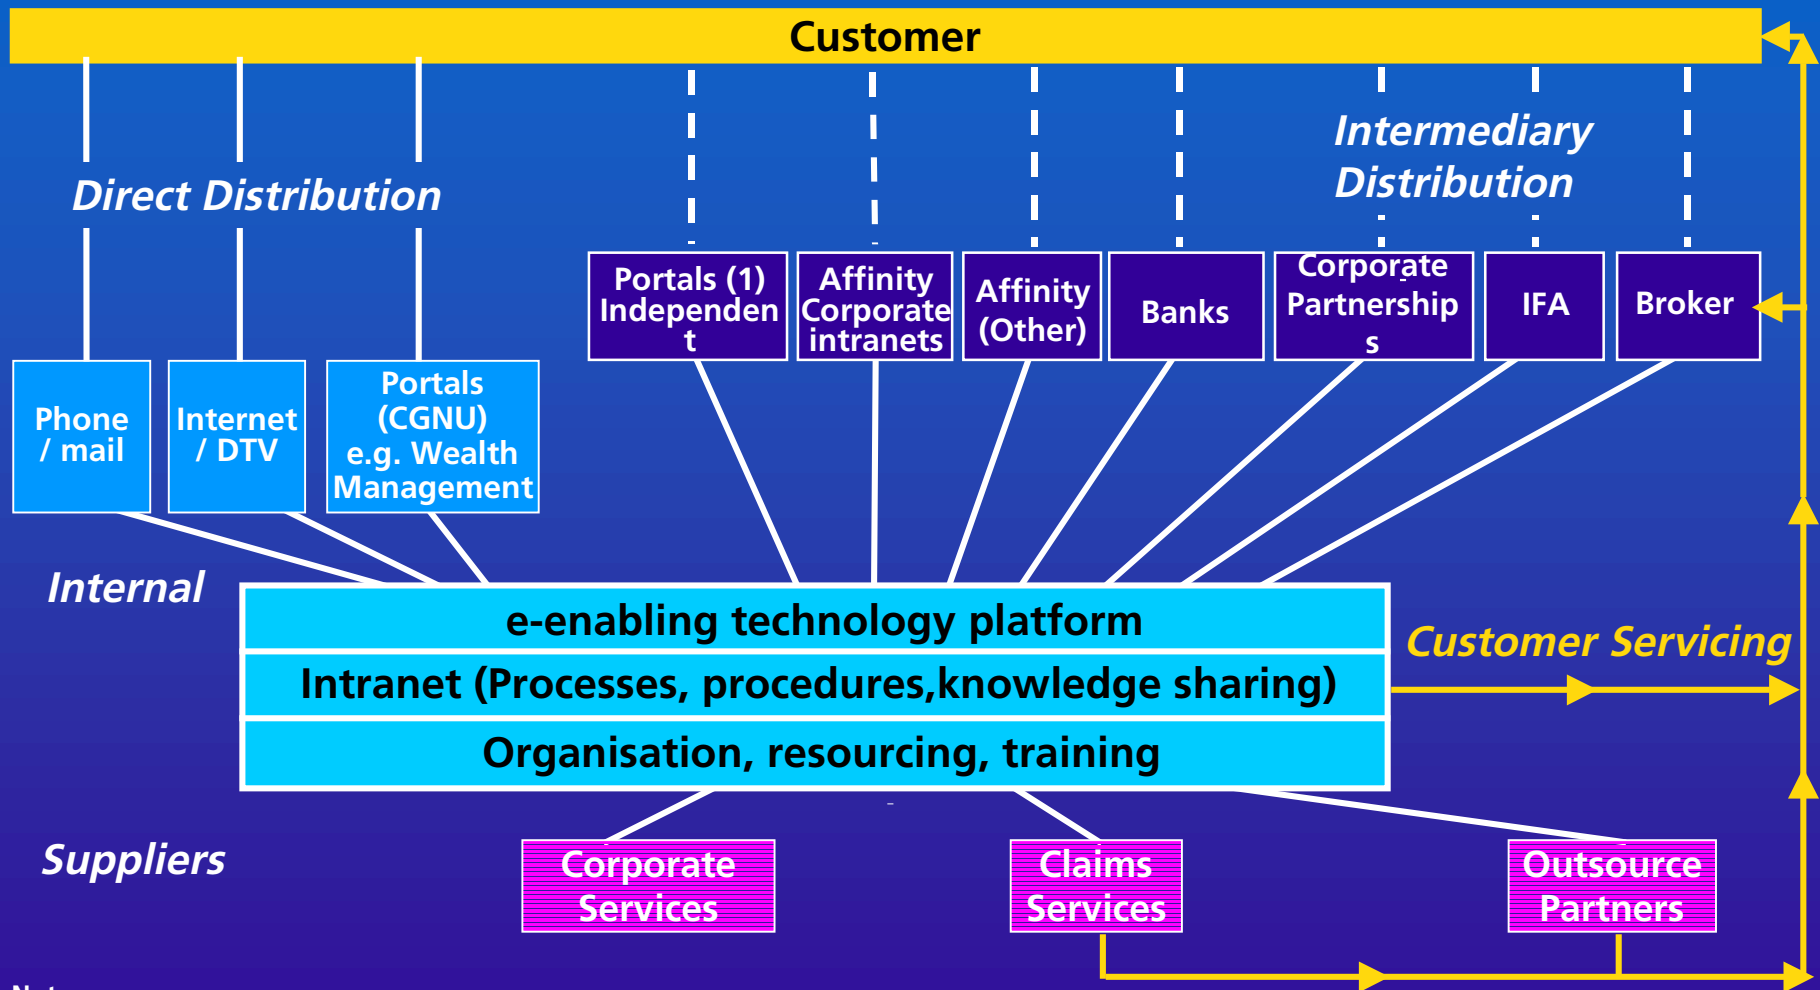 Customer
Intermediary
Distribution
Direct Distribution
Portals (1)
Independen
t
Affinity
Corporate
intranets
Affinity
(Other)
Banks
Corporate
Partnership
s
IFA
Broker
Phone
/ mail
Internet
/ DTV
Portals
(CGNU)
e.g. Wealth
Management
Internal
e-enabling technology platform
Intranet (Processes, procedures,knowledge sharing)
Organisation, resourcing, training
Customer Servicing
Suppliers
Corporate
Services
Claims
Services
Outsource
Partners